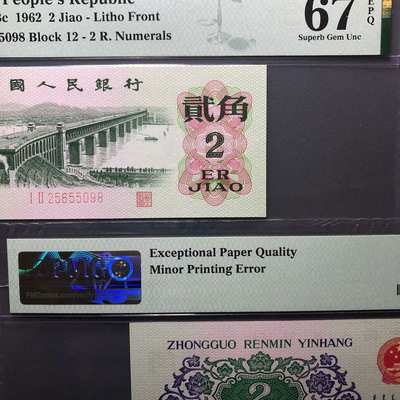 People's Republic
c 1962 2 Jiao - Litho Front
5098 Block 12 - 2 R. Numerals
67 EPQ
Superb Gem Unc
國人民銀行
貳角
2
ER
JIAO
I II 25655098
Exceptional Paper Quality
Minor Printing Error
PMG
ZHONGGUO RENMIN YINHANG
2